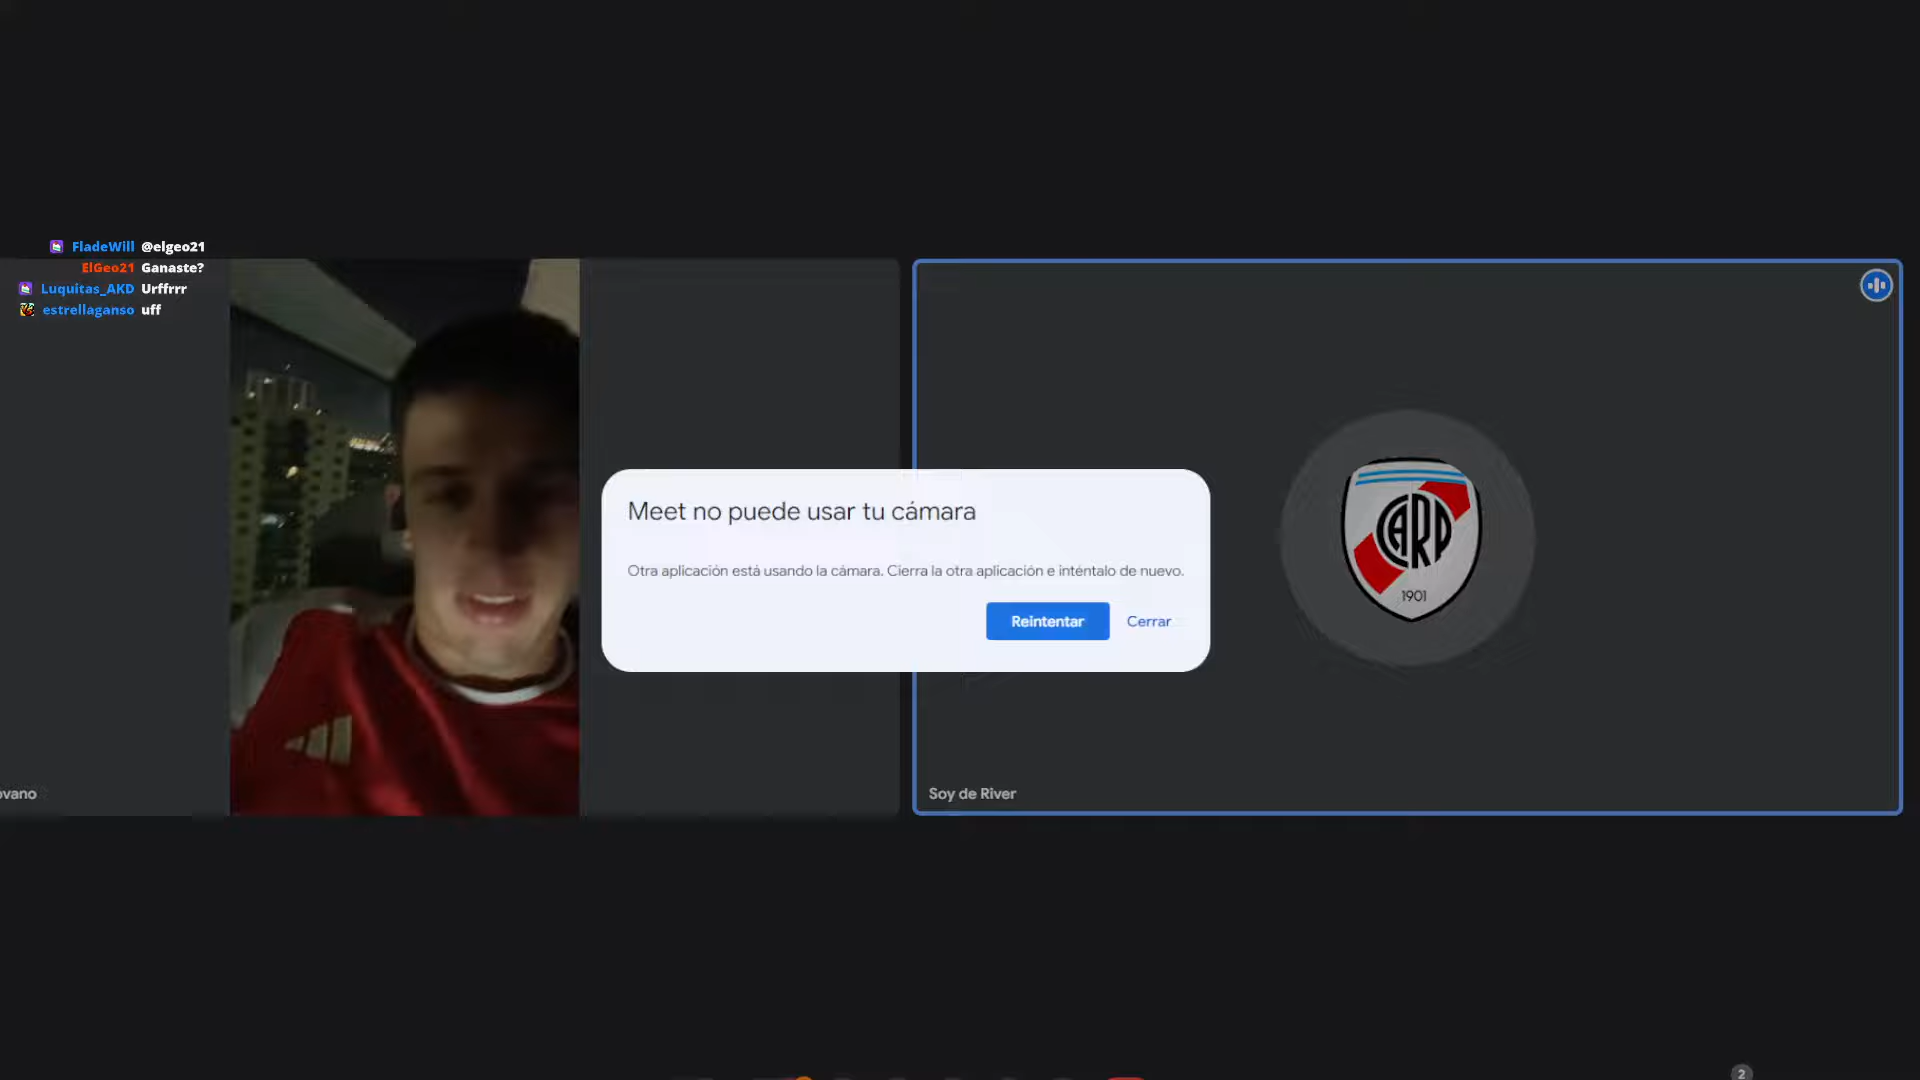 FladeWill @elgeo21
ElGeo21 Ganaste?
Luquitas_AKD Urffrrr
estrellaganso uff
Meet no puede usar tu cámara
Otra aplicación está usando la cámara. Cierra la otra aplicación e inténtalo de nuevo.
Reintentar Cerrar
CARP
1901
ovano
Soy de River
2